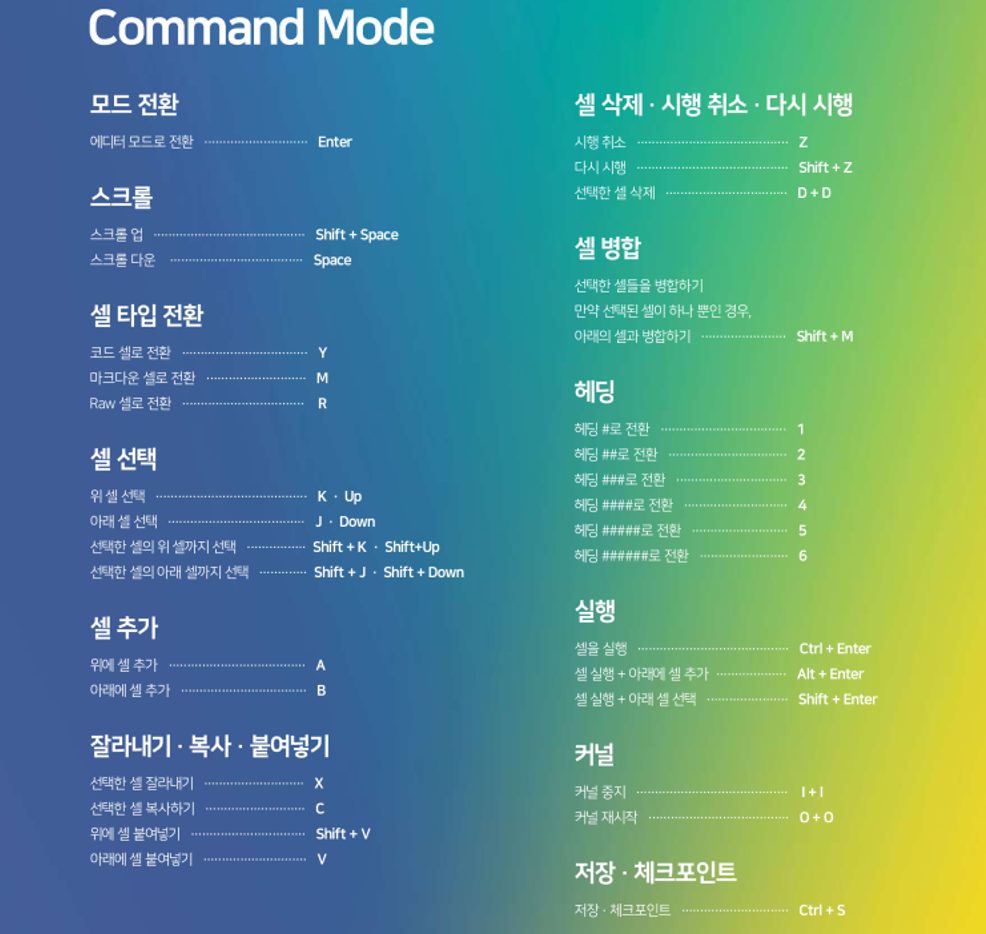 Command Mode
모드 전환
에디터 모드로 전환 Enter
스크롤
스크롤 업 Shift + Space
스크롤 다운 Space
셀 타입 전환
코드 셀로 전환 Y
마크다운 셀로 전환 M
Raw 셀로 전환 R
셀 선택
위 셀 선택 K · Up
아래 셀 선택 J · Down
선택한 셀의 위 셀까지 선택 Shift + K · Shift+Up
선택한 셀의 아래 셀까지 선택 Shift + J · Shift + Down
셀 추가
위에 셀 추가 A
아래에 셀 추가 B
잘라내기 · 복사 · 붙여넣기
선택한 셀 잘라내기 X
선택한 셀 복사하기 C
위에 셀 붙여넣기 Shift + V
아래에 셀 붙여넣기 V
셀 삭제 · 시행 취소 · 다시 시행
시행 취소 Z
다시 시행 Shift + Z
선택한 셀 삭제 D + D
셀 병합
선택한 셀들을 병합하기
만약 선택된 셀이 하나 뿐인 경우,
아래의 셀과 병합하기 Shift + M
헤딩
헤딩 #로 전환 1
헤딩 ##로 전환 2
헤딩 ###로 전환 3
헤딩 ####로 전환 4
헤딩 #####로 전환 5
헤딩 ######로 전환 6
실행
셀을 실행 Ctrl + Enter
셀 실행 + 아래에 셀 추가 Alt + Enter
셀 실행 + 아래 셀 선택 Shift + Enter
커널
커널 중지 I + I
커널 재시작 O + O
저장 · 체크포인트
저장 · 체크포인트 Ctrl + S